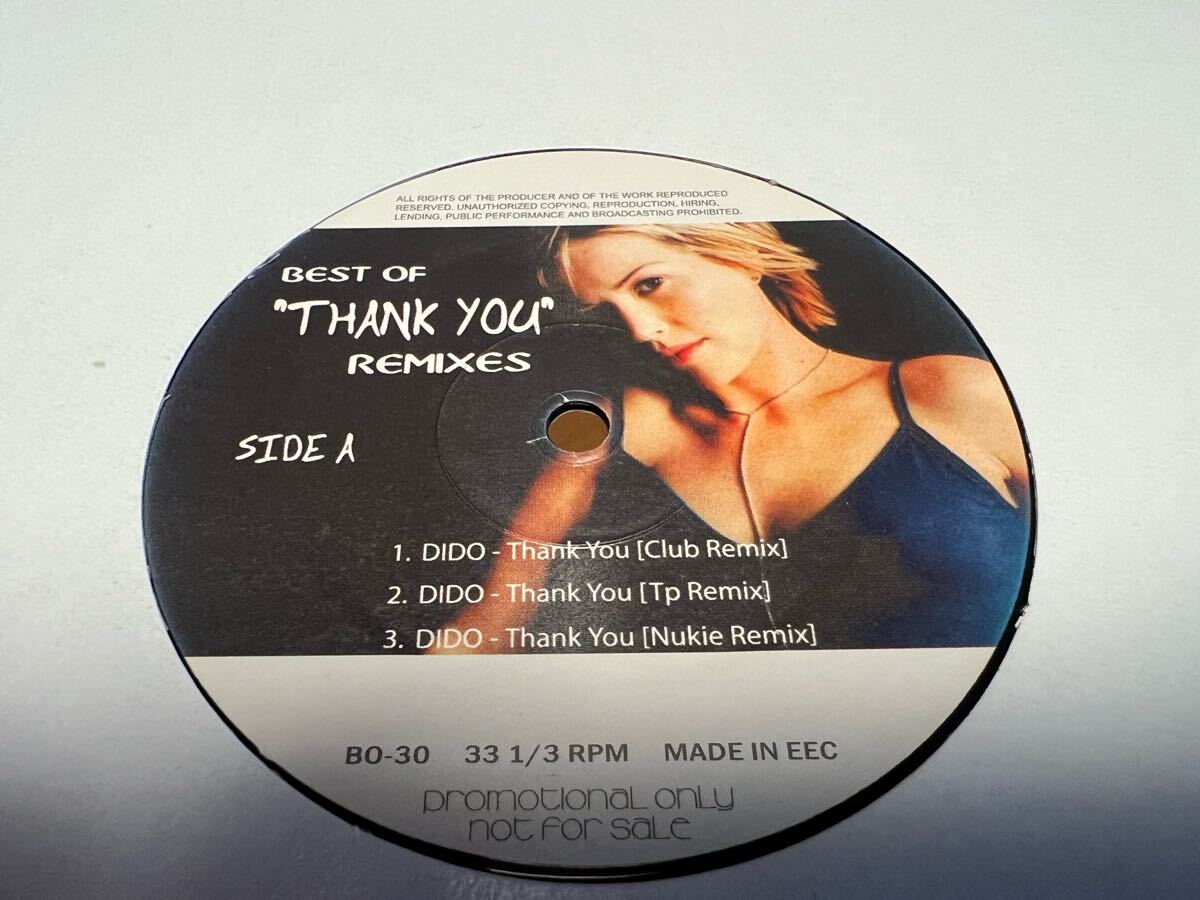 ALL RIGHTS OF THE PRODUCER AND OF THE WORK REPRODUCED
RESERVED. UNAUTHORIZED COPYING, REPRODUCTION, HIRING,
LENDING, PUBLIC PERFORMANCE AND BROADCASTING PROHIBITED.
BEST OF
"THANK YOU"
REMIXES
SIDE A
1. DIDO - Thank You [Club Remix]
2. DIDO - Thank You [Tp Remix]
3. DIDO - Thank You [Nukie Remix]
BO-30 33 1/3 RPM MADE IN EEC
promotional only
not for sale